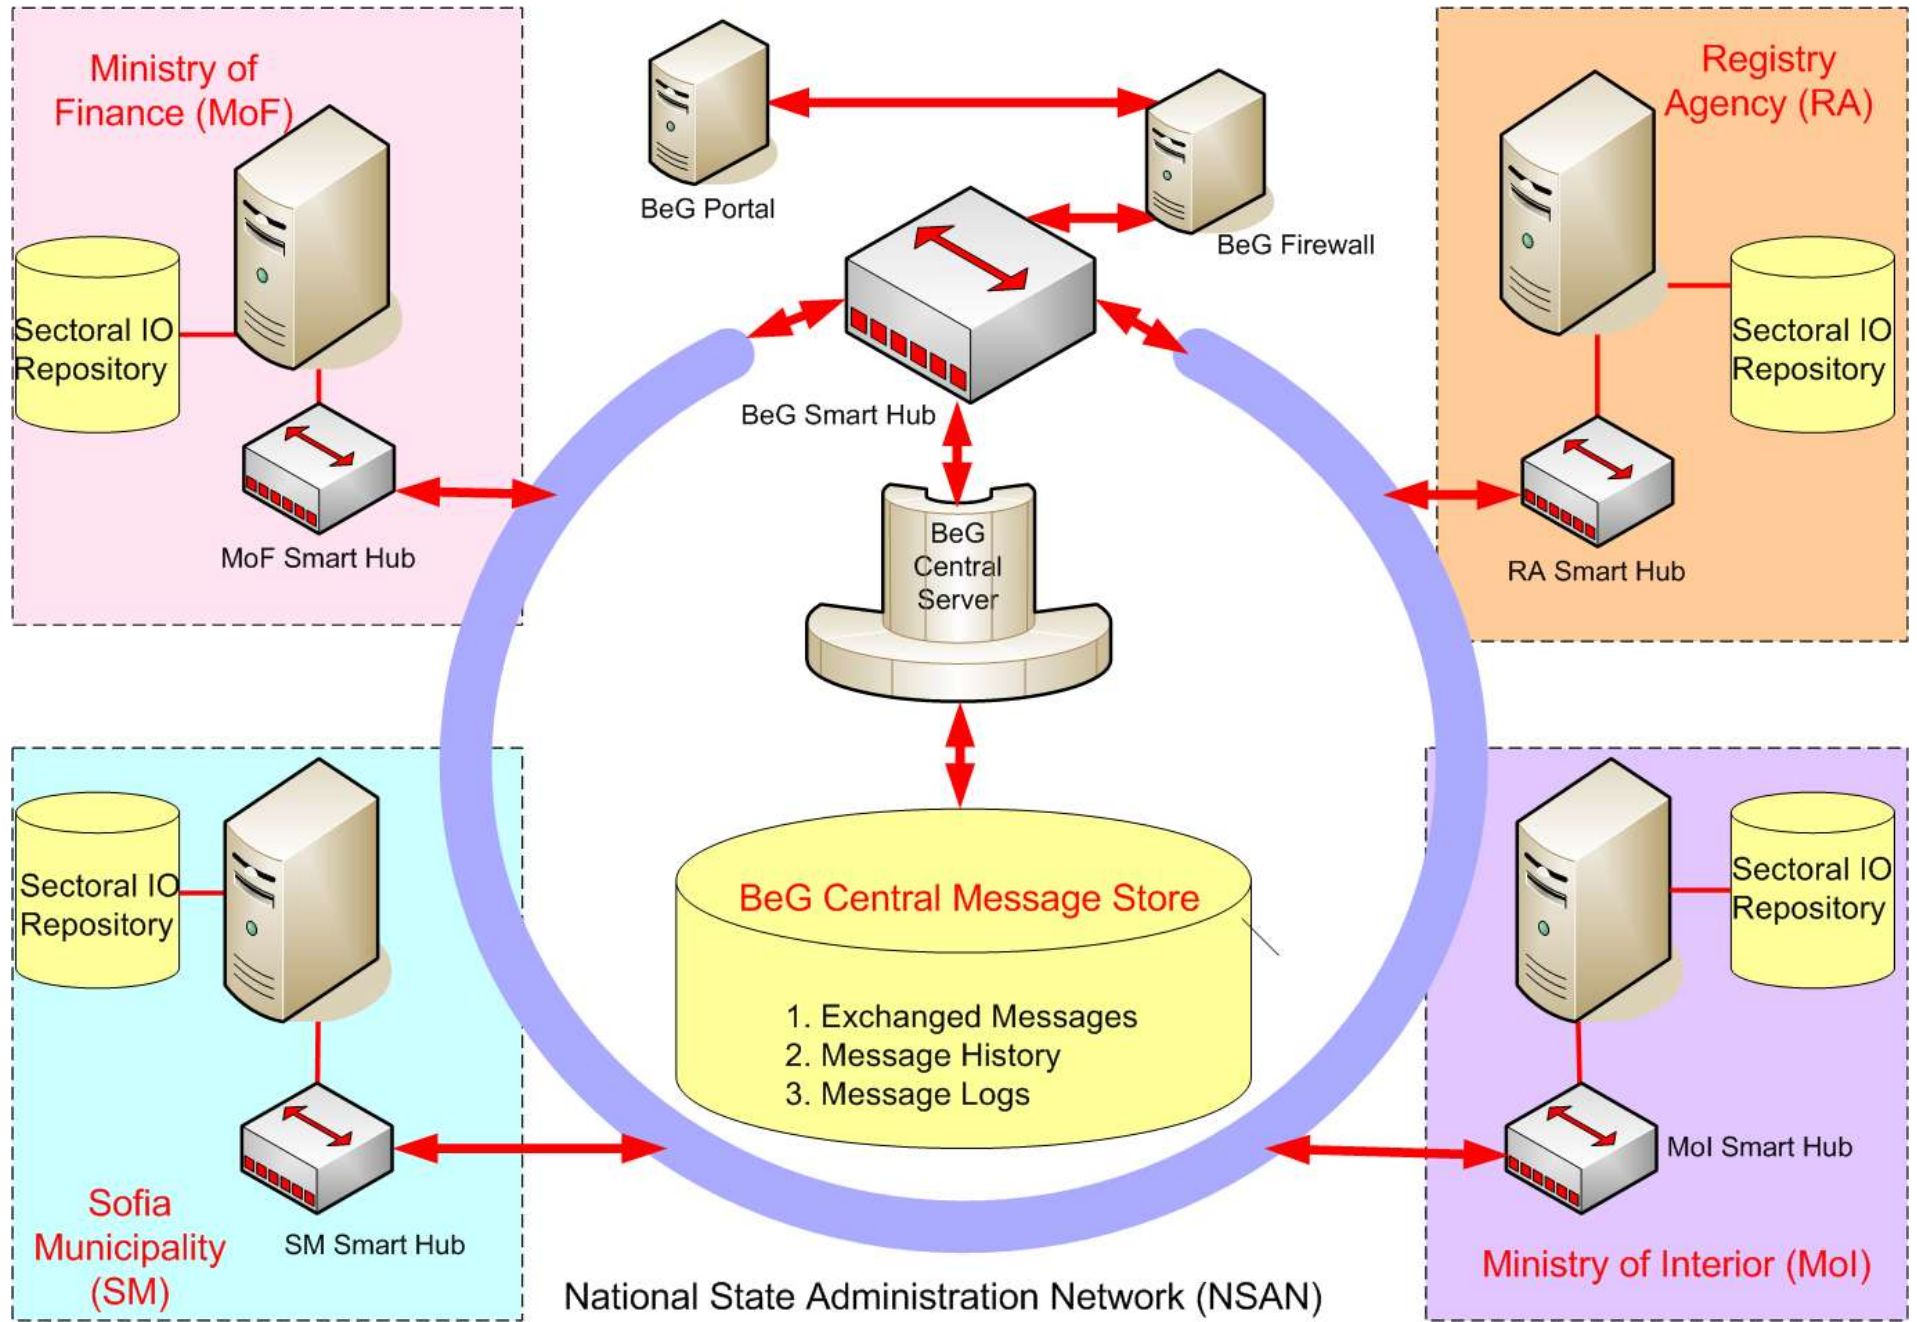 Ministry of
Finance (MoF)
Sectoral IO
Repository
MoF Smart Hub
BeG Portal
BeG Firewall
BeG Smart Hub
Registry
Agency (RA)
Sectoral IO
Repository
RA Smart Hub
BeG
Central
Server
BeG Central Message Store
1. Exchanged Messages
2. Message History
3. Message Logs
Sectoral IO
Repository
Sofia
Municipality
(SM)
SM Smart Hub
Sectoral IO
Repository
MoI Smart Hub
Ministry of Interior (MoI)
National State Administration Network (NSAN)